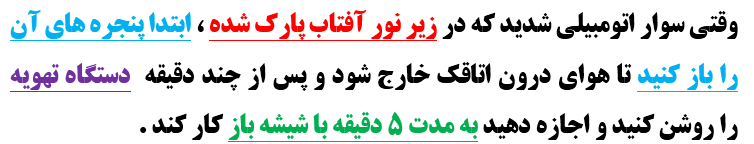 وقتی سوار اتومبیلی شدید که در زیر نور آفتاب پارک شده ، ابتدا پنجره های آن
را باز کنید تا هوای درون اتاقک خارج شود و پس از چند دقیقه دستگاه تهویه
را روشن کنید و اجازه دهید به مدت ۵ دقیقه با شیشه باز کار کند .